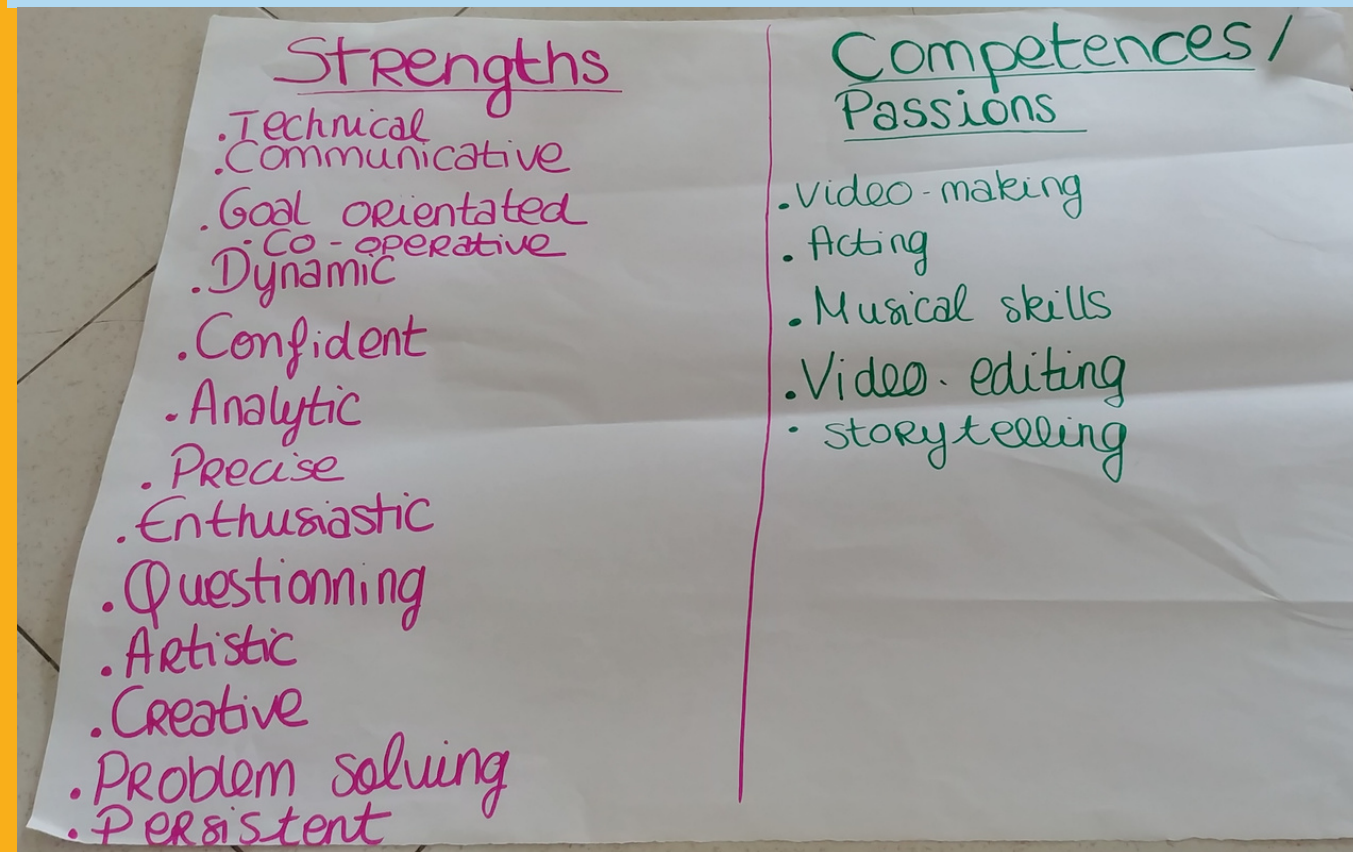 Strengths
.Technical
.Communicative
.Goal orientated
.Co-operative
.Dynamic
.Confident
.Analytic
.Precise
.Enthusiastic
.Questionning
.Artistic
.Creative
.Problem solving
.Persistent
Competences/
Passions
.Video-making
.Acting
.Musical skills
.Video-editing
.storytelling